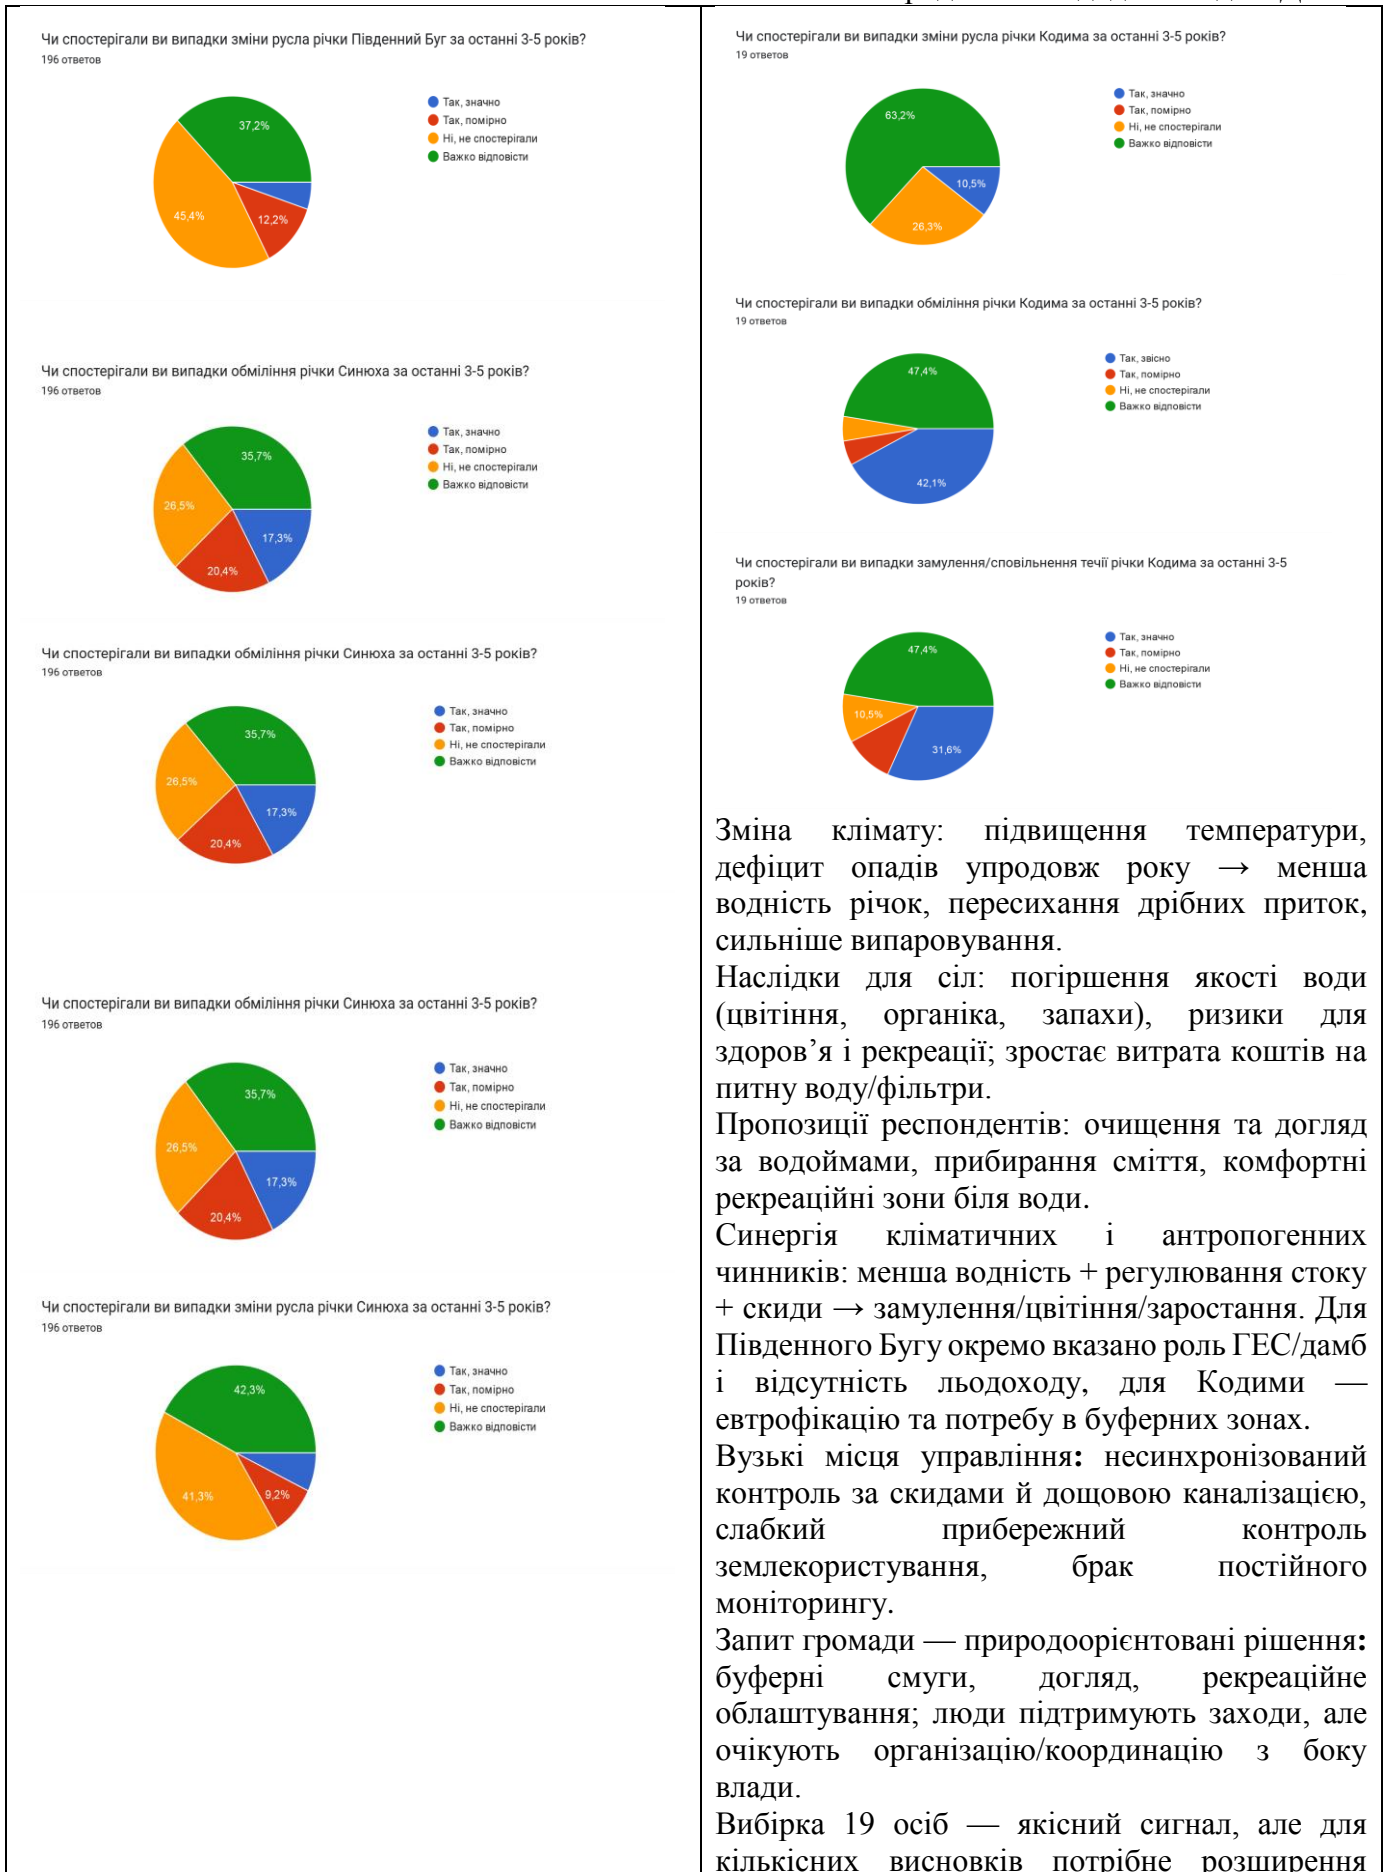 Чи спостерігали ви випадки зміни русла річки Південний Буг за останні 3-5 років?
196 ответов
Так, значно
Так, помірно
Ні, не спостерігали
Важко відповісти
37,2%
45,4%
12,2%
Чи спостерігали ви випадки обміління річки Синюха за останні 3-5 років?
196 ответов
Так, значно
Так, помірно
Ні, не спостерігали
Важко відповісти
35,7%
26,5%
17,3%
20,4%
Чи спостерігали ви випадки обміління річки Синюха за останні 3-5 років?
196 ответов
Так, значно
Так, помірно
Ні, не спостерігали
Важко відповісти
35,7%
26,5%
17,3%
20,4%
Чи спостерігали ви випадки обміління річки Синюха за останні 3-5 років?
196 ответов
Так, значно
Так, помірно
Ні, не спостерігали
Важко відповісти
35,7%
26,5%
17,3%
20,4%
Чи спостерігали ви випадки зміни русла річки Синюха за останні 3-5 років?
196 ответов
Так, значно
Так, помірно
Ні, не спостерігали
Важко відповісти
42,3%
41,3%
9,2%
Чи спостерігали ви випадки зміни русла річки Кодима за останні 3-5 років?
19 ответов
Так, значно
Так, помірно
Ні, не спостерігали
Важко відповісти
63,2%
10,5%
26,3%
Чи спостерігали ви випадки обміління річки Кодима за останні 3-5 років?
19 ответов
Так, звісно
Так, помірно
Ні, не спостерігали
Важко відповісти
47,4%
42,1%
Чи спостерігали ви випадки замулення/сповільнення течії річки Кодима за останні 3-5
років?
19 ответов
Так, значно
Так, помірно
Ні, не спостерігали
Важко відповісти
47,4%
10,5%
31,6%
Зміна клімату: підвищення температури,
дефіцит опадів упродовж року → менша
водність річок, пересихання дрібних приток,
сильніше випаровування.
Наслідки для сіл: погіршення якості води
(цвітіння, органіка, запахи), ризики для
здоров’я і рекреації; зростає витрата коштів на
питну воду/фільтри.
Пропозиції респондентів: очищення та догляд
за водоймами, прибирання сміття, комфортні
рекреаційні зони біля води.
Синергія кліматичних і антропогенних
чинників: менша водність + регулювання стоку
+ скиди → замулення/цвітіння/заростання. Для
Південного Бугу окремо вказано роль ГЕС/дамб
і відсутність льодоходу, для Кодими —
евтрофікацію та потребу в буферних зонах.
Вузькі місця управління: несинхронізований
контроль за скидами й дощовою каналізацією,
слабкий прибережний контроль
землекористування, брак постійного
моніторингу.
Запит громади — природоорієнтовані рішення:
буферні смуги, догляд, рекреаційне
облаштування; люди підтримують заходи, але
очікують організацію/координацію з боку
влади.
Вибірка 19 осіб — якісний сигнал, але для
кількісних висновків потрібне розширення